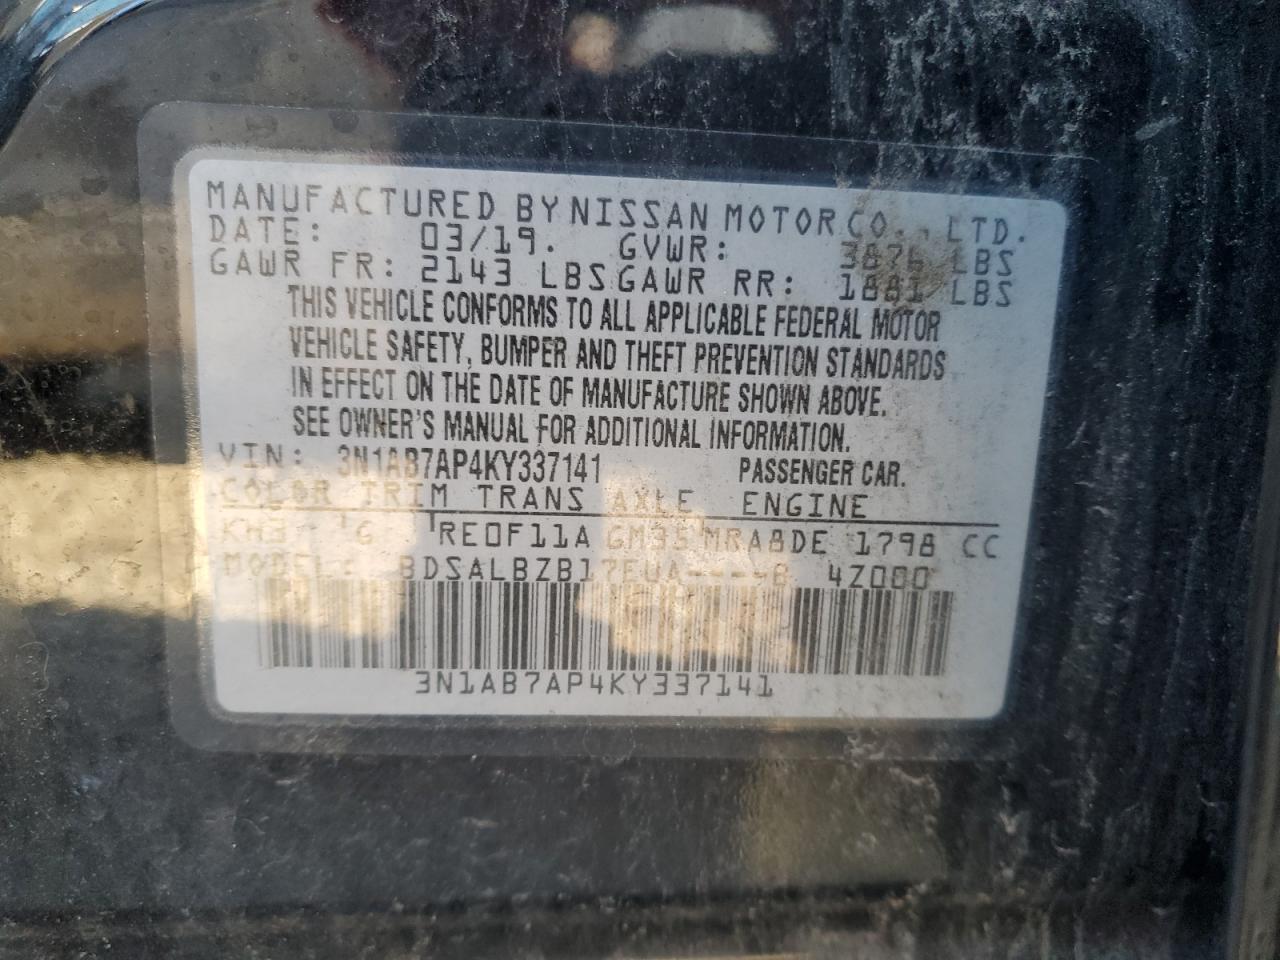 MANUFACTURED BY NISSAN MOTOR CO., LTD.
DATE: 03/19. GVWR: 3876 LBS
GAWR FR: 2143 LBS GAWR RR: 1881 LBS
THIS VEHICLE CONFORMS TO ALL APPLICABLE FEDERAL MOTOR
VEHICLE SAFETY, BUMPER AND THEFT PREVENTION STANDARDS
IN EFFECT ON THE DATE OF MANUFACTURE SHOWN ABOVE.
SEE OWNER'S MANUAL FOR ADDITIONAL INFORMATION.
VIN: 3N1AB7AP4KY337141 PASSENGER CAR.
COLOR TRIM TRANS AXLE ENGINE
KH3 G RE0F11A GM35 MRA8DE 1798 CC
MODEL: BDSALBZB17EUA----B 4Z000
3N1AB7AP4KY337141